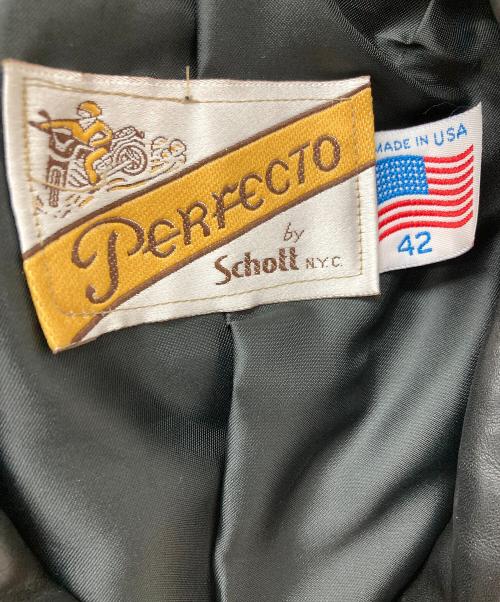 PERFECTO
by
Schott N.Y.C.
MADE IN USA
42